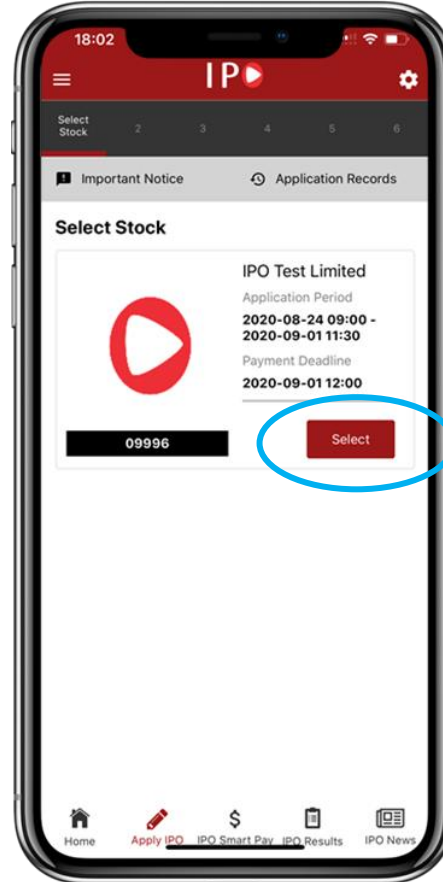 18:02
IPO
Select
Stock
2
3
4
5
6
Important Notice
Application Records
Select Stock
IPO Test Limited
Application Period
2020-08-24 09:00 -
2020-09-01 11:30
Payment Deadline
2020-09-01 12:00
09996
Select
Home
Apply IPO
IPO Smart Pay
IPO Results
IPO News